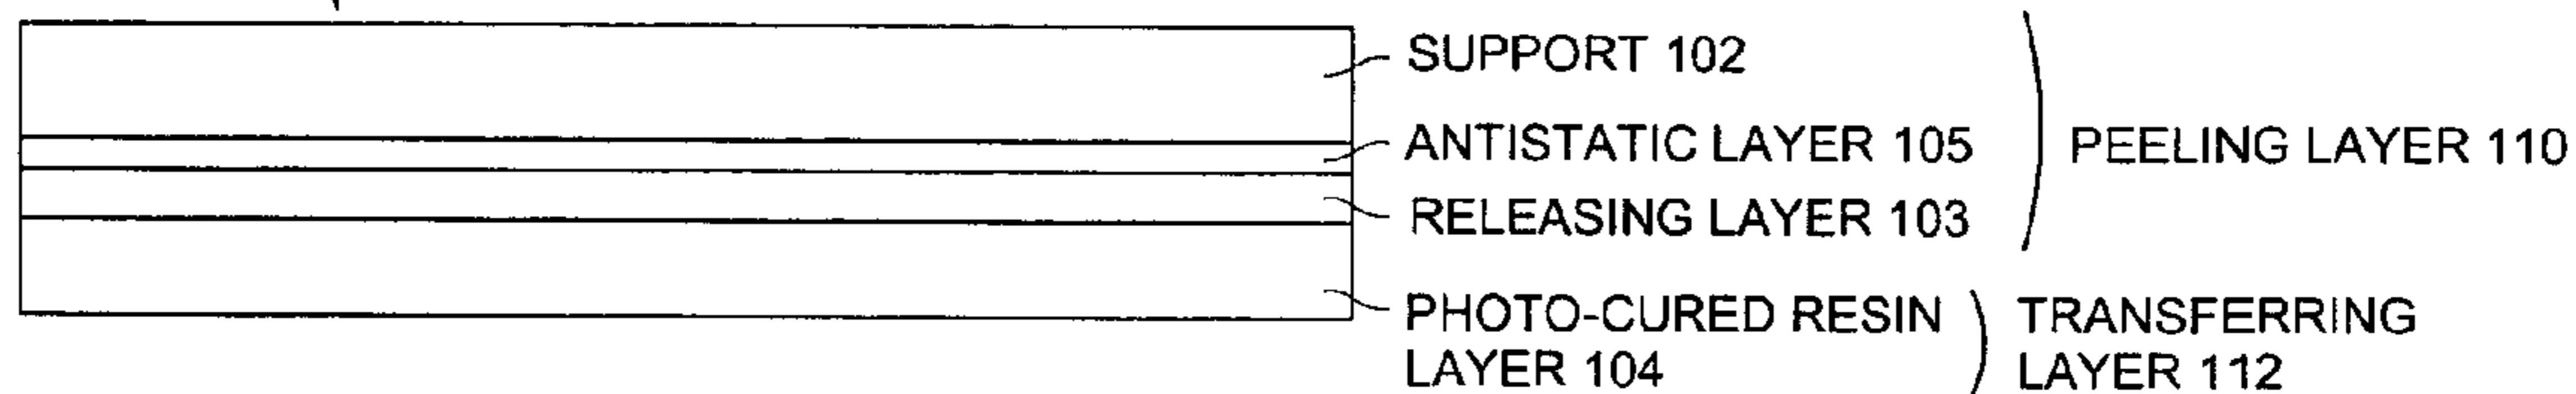 SUPPORT 102
ANTISTATIC LAYER 105
RELEASING LAYER 103
PEELING LAYER 110
PHOTO-CURED RESIN
LAYER 104
TRANSFERRING
LAYER 112